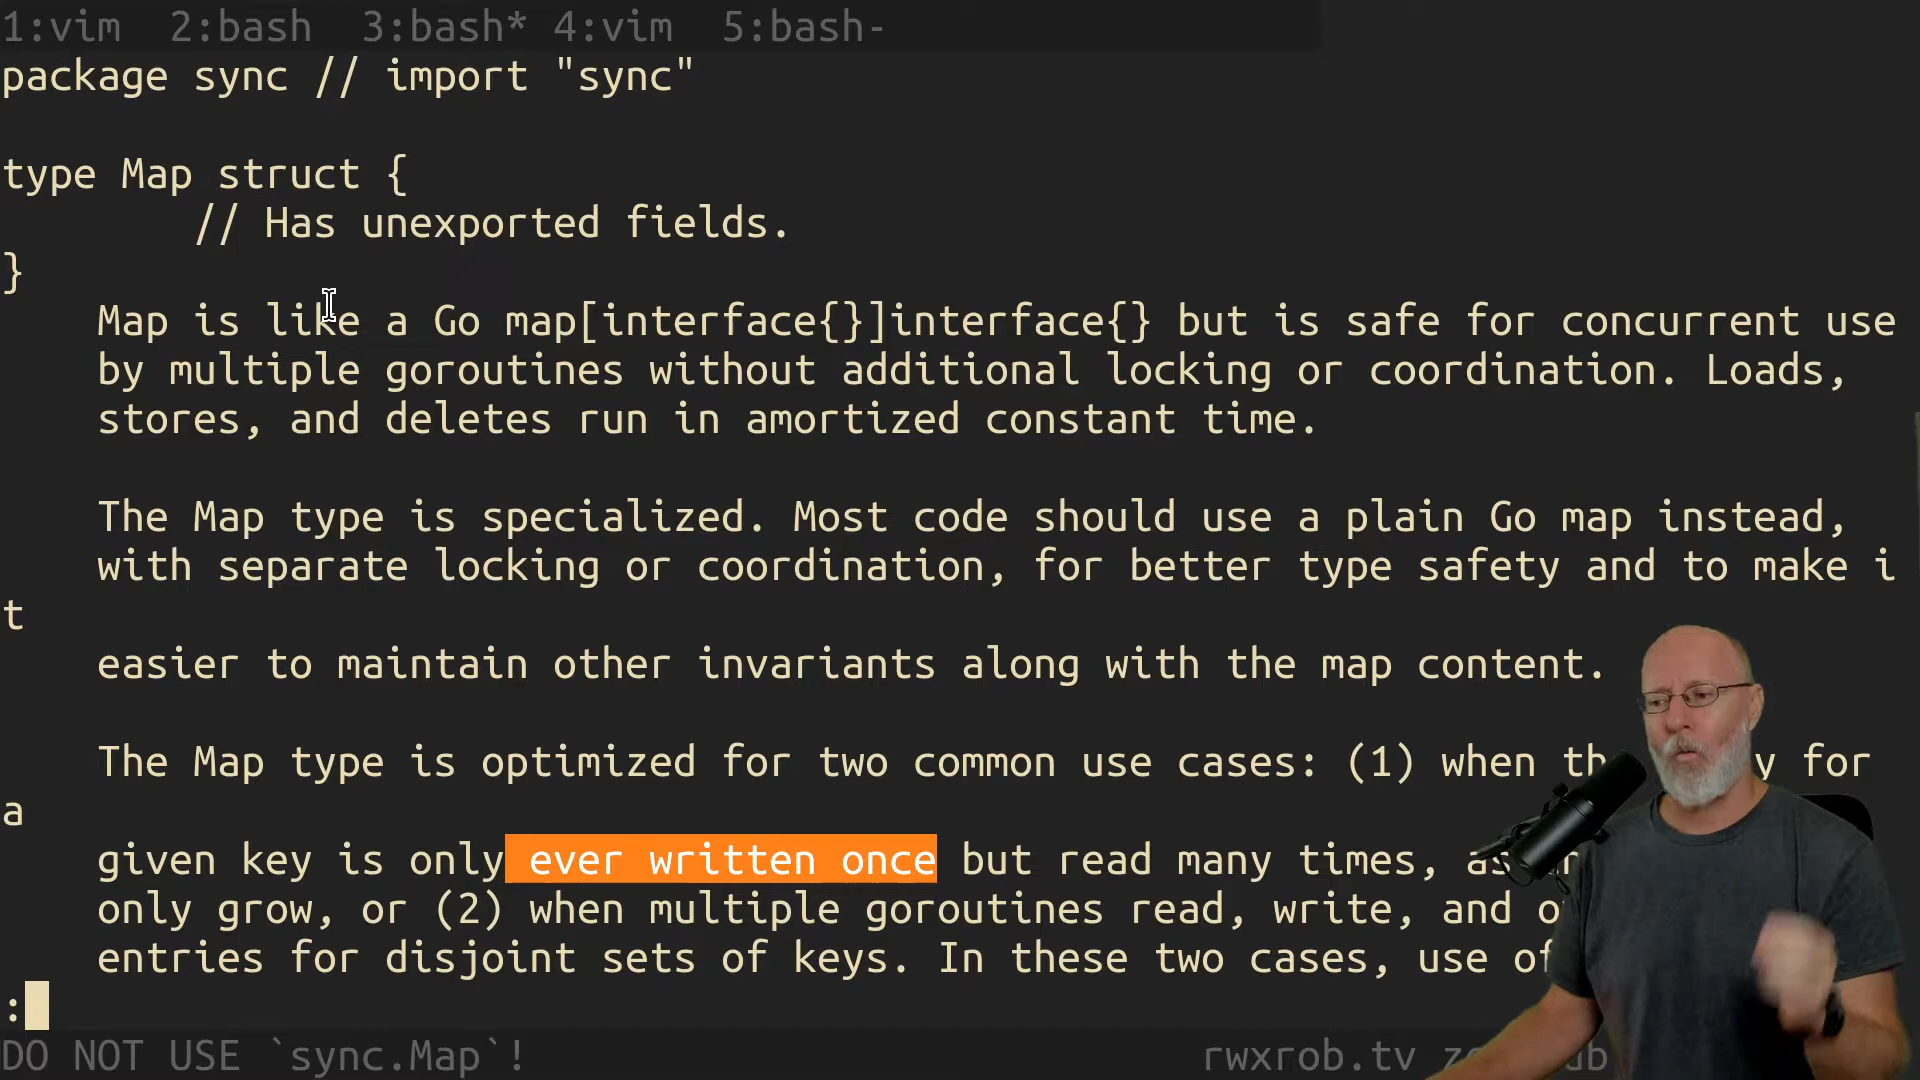 1:vim 2:bash 3:bash* 4:vim 5:bash-
package sync // import "sync"
type Map struct {
// Has unexported fields.
}
Map is like a Go map[interface{}]interface{} but is safe for concurrent use
by multiple goroutines without additional locking or coordination. Loads,
stores, and deletes run in amortized constant time.
The Map type is specialized. Most code should use a plain Go map instead,
with separate locking or coordination, for better type safety and to make i
t
easier to maintain other invariants along with the map content.
The Map type is optimized for two common use cases: (1) when for
a
given key is only ever written once but read many times,
only grow, or (2) when multiple goroutines read, write, and
entries for disjoint sets of keys. In these two cases, use of
:
DO NOT USE `sync.Map`! rwxrob.tv